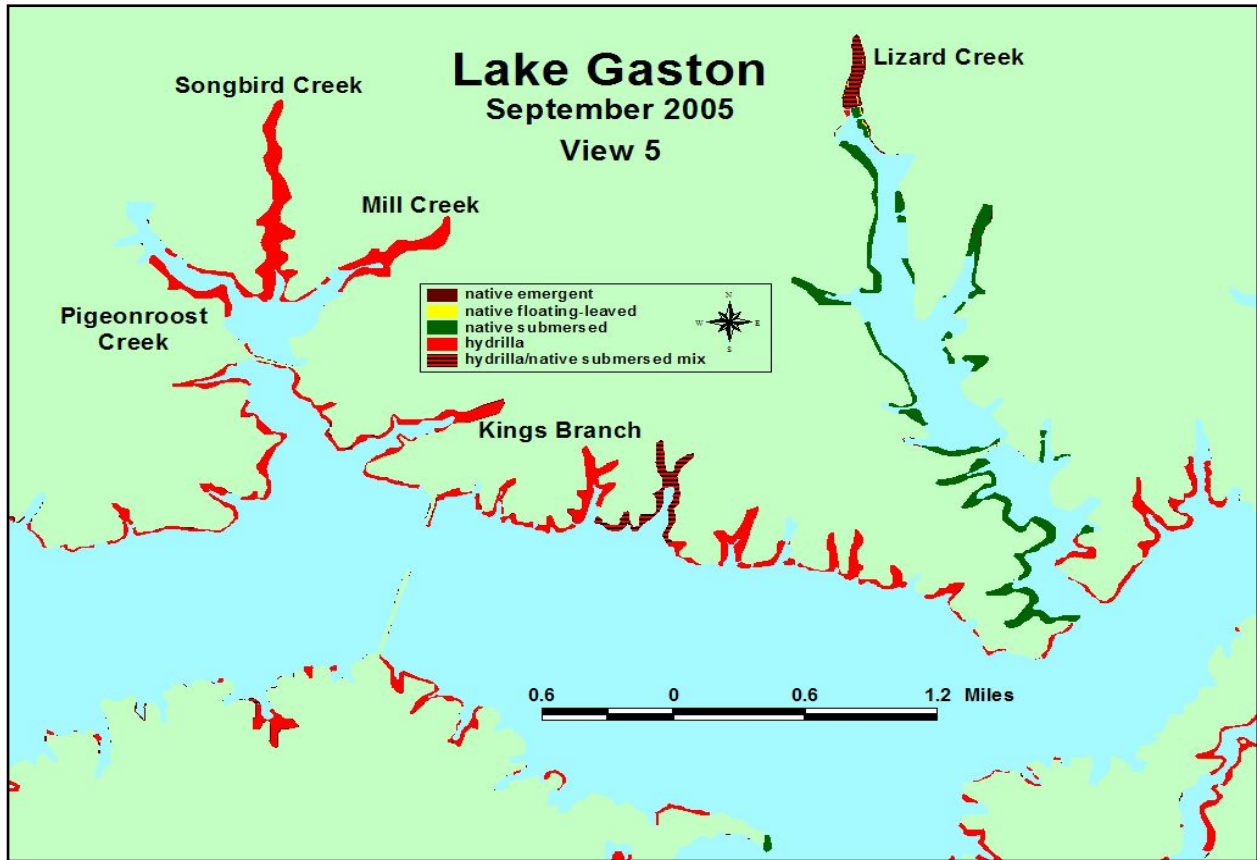 Lake Gaston
September 2005
View 5
Lizard Creek
Songbird Creek
Mill Creek
Pigeonroost
Creek
native emergent
native floating-leaved
native submersed
hydrilla
hydrilla/native submersed mix
N
W
E
S
Kings Branch
0.6 0 0.6 1.2 Miles